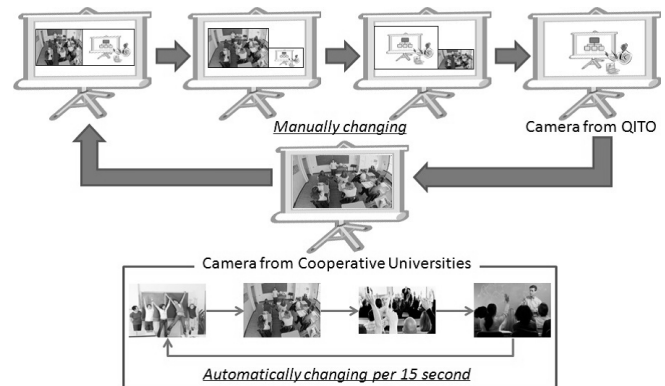 Manually changing
Camera from QITO
Camera from Cooperative Universities
Automatically changing per 15 second